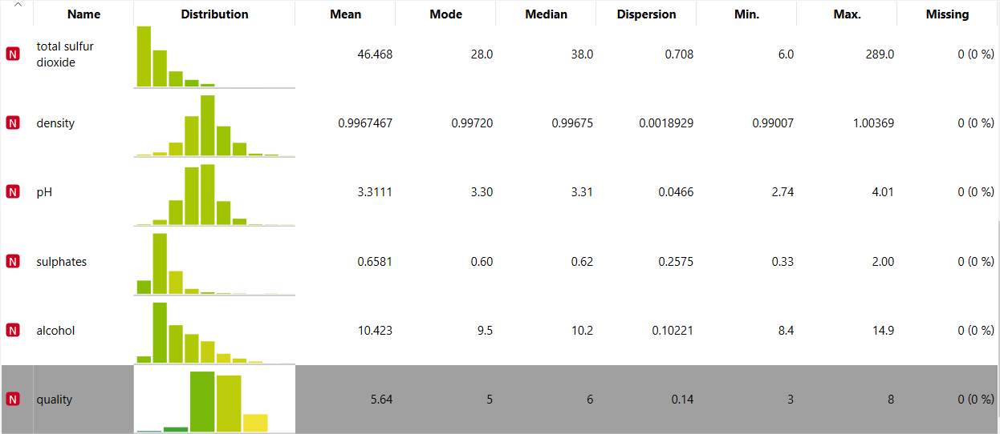 Name Distribution Mean Mode Median Dispersion Min. Max. Missing
N total sulfur dioxide 46.468 28.0 38.0 0.708 6.0 289.0 0 (0 %)
N density 0.9967467 0.99720 0.99675 0.0018929 0.99007 1.00369 0 (0 %)
N pH 3.3111 3.30 3.31 0.0466 2.74 4.01 0 (0 %)
N sulphates 0.6581 0.60 0.62 0.2575 0.33 2.00 0 (0 %)
N alcohol 10.423 9.5 10.2 0.10221 8.4 14.9 0 (0 %)
N quality 5.64 5 6 0.14 3 8 0 (0 %)